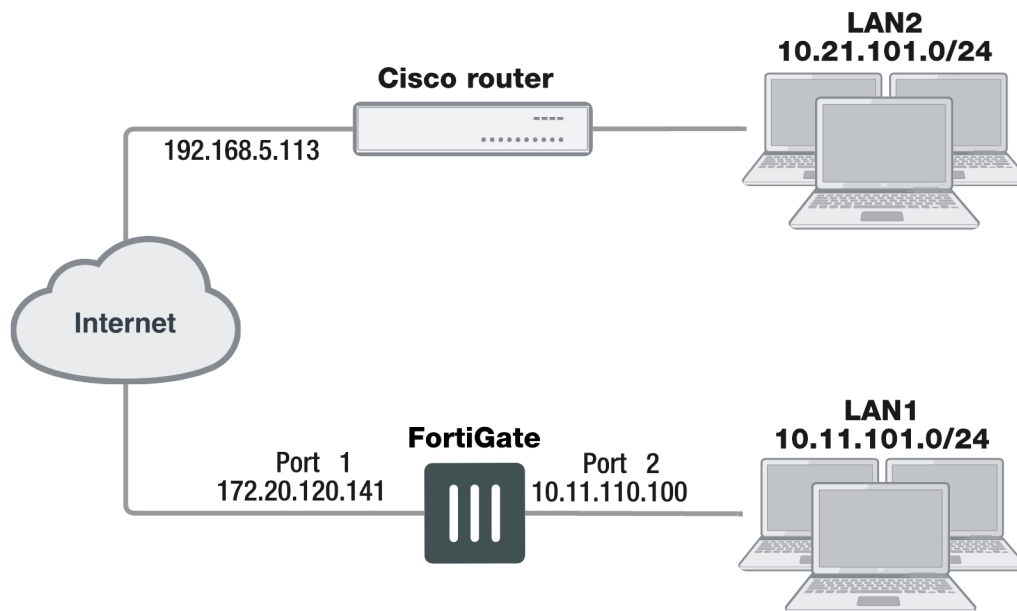 LAN2
10.21.101.0/24
Cisco router
192.168.5.113
Internet
LAN1
10.11.101.0/24
FortiGate
Port 1
172.20.120.141
Port 2
10.11.110.100